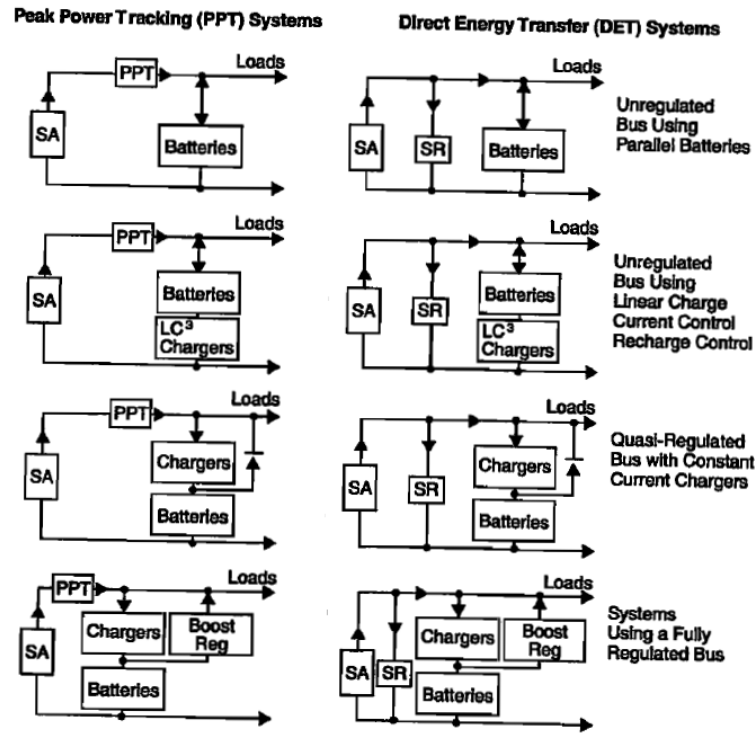 Peak Power Tracking (PPT) Systems
Direct Energy Transfer (DET) Systems
PPT
Loads
SA
Batteries
Loads
SA
SR
Batteries
Unregulated
Bus Using
Parallel Batteries
PPT
Loads
SA
Batteries
LC³
Chargers
Loads
SA
SR
Batteries
LC³
Chargers
Unregulated
Bus Using
Linear Charge
Current Control
Recharge Control
PPT
Loads
SA
Chargers
Batteries
Loads
SA
SR
Chargers
Batteries
Quasi-Regulated
Bus with Constant
Current Chargers
PPT
Loads
SA
Chargers
Boost
Reg
Batteries
Loads
SA
SR
Chargers
Boost
Reg
Batteries
Systems
Using a Fully
Regulated Bus